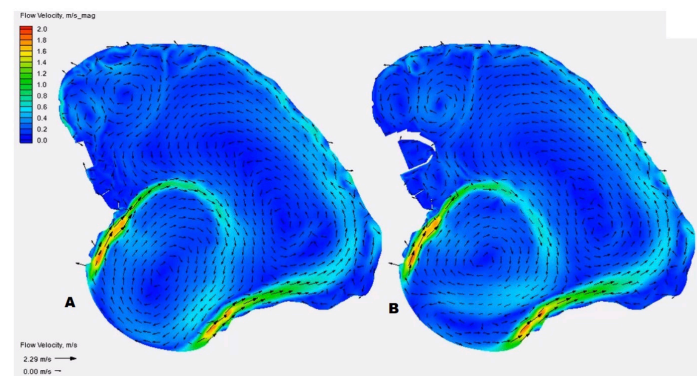 Flow Velocity, m/s_mag
2.0
1.8
1.6
1.4
1.2
1.0
0.8
0.6
0.4
0.2
0.0
A
B
Flow Velocity, m/s
2.29 m/s
0.00 m/s